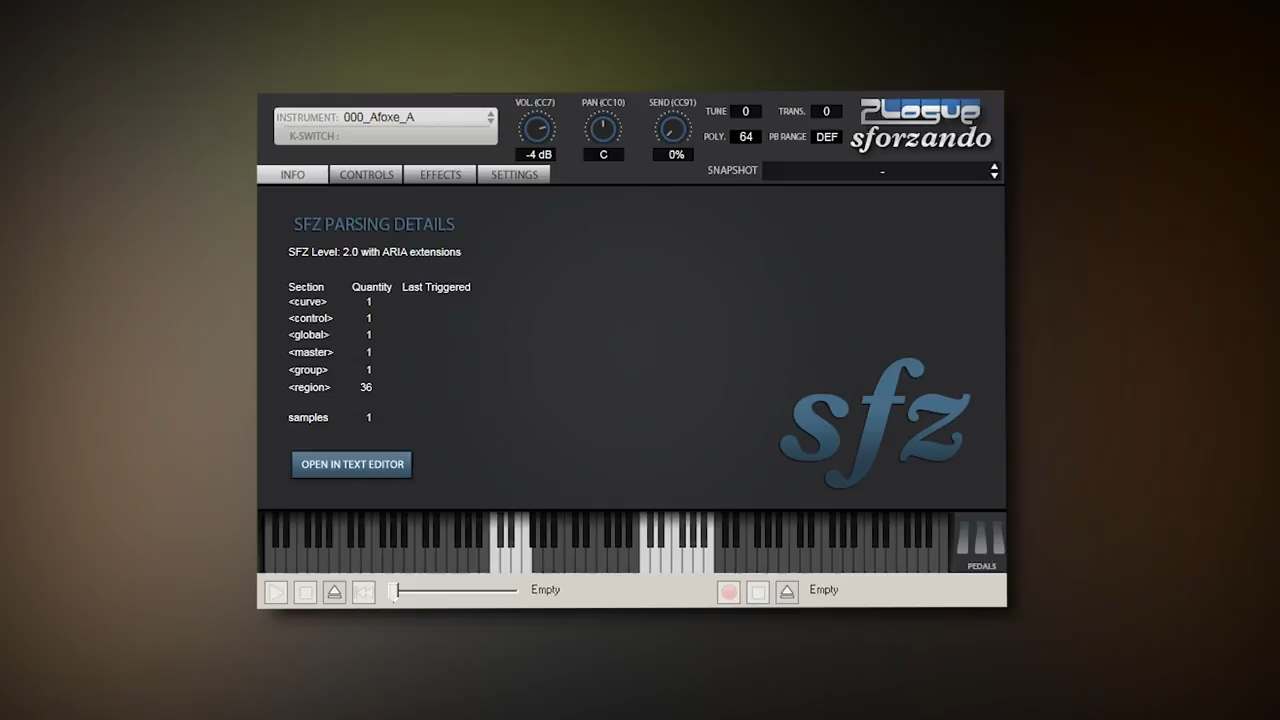 VOL. (CC7) PAN (CC10) SEND (CC91)
INSTRUMENT: 000_Afoxe_A
K-SWITCH :
TUNE 0 TRANS. 0
POLY. 64 PB RANGE DEF
-4 dB C 0%
PLOGUE
sforzando
INFO CONTROLS EFFECTS SETTINGS
SNAPSHOT -
SFZ PARSING DETAILS
SFZ Level: 2.0 with ARIA extensions
Section Quantity Last Triggered
<curve> 1
<control> 1
<global> 1
<master> 1
<group> 1
<region> 36
samples 1
OPEN IN TEXT EDITOR
sfz
PEDALS
Empty Empty